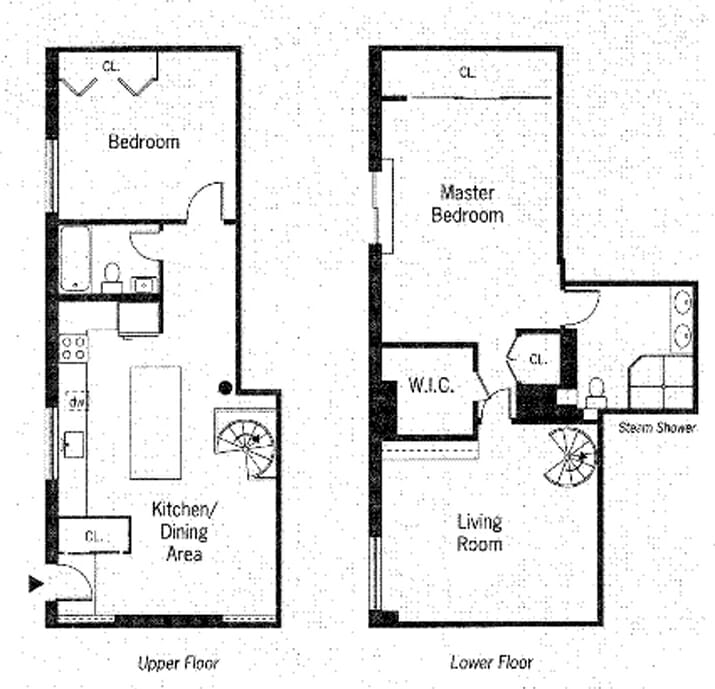 CL.
Bedroom
dw
CL.
Kitchen/
Dining
Area
Upper Floor
CL.
Master
Bedroom
CL.
W.I.C.
Steam Shower
Living
Room
Lower Floor